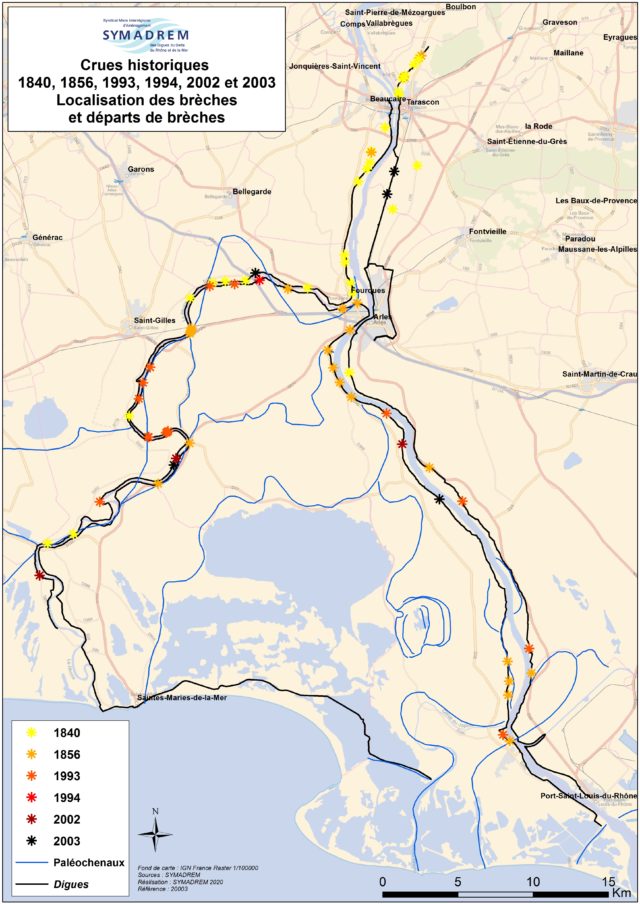 Syndicat Mixte Interrégional
d'Aménagement
SYMADREM
des Digues du Delta
du Rhône et de la Mer
Crues historiques
1840, 1856, 1993, 1994, 2002 et 2003
Localisation des brèches
et départs de brèches
Boulbon
Saint-Pierre-de-Mézoargues
Comps
Vallabrègues
Graveson
Eyragues
Maillane
Jonquières-Saint-Vincent
Beaucaire
Tarascon
la Rode
Saint-Étienne-du-Grès
Garons
Bellegarde
Les Baux-de-Provence
Générac
Fontvieille
Paradou
Maussane-les-Alpilles
Fourques
Saint-Gilles
Arles
Saint-Martin-de-Crau
Saintes-Maries-de-la-Mer
Port-Saint-Louis-du-Rhône
1840
1856
1993
1994
2002
2003
Paléochenaux
Digues
N
Fond de carte : IGN France Raster 1/100000
Sources : SYMADREM
Réalisation : SYMADREM 2020
Référence : 20003
0
5
10
15
Km